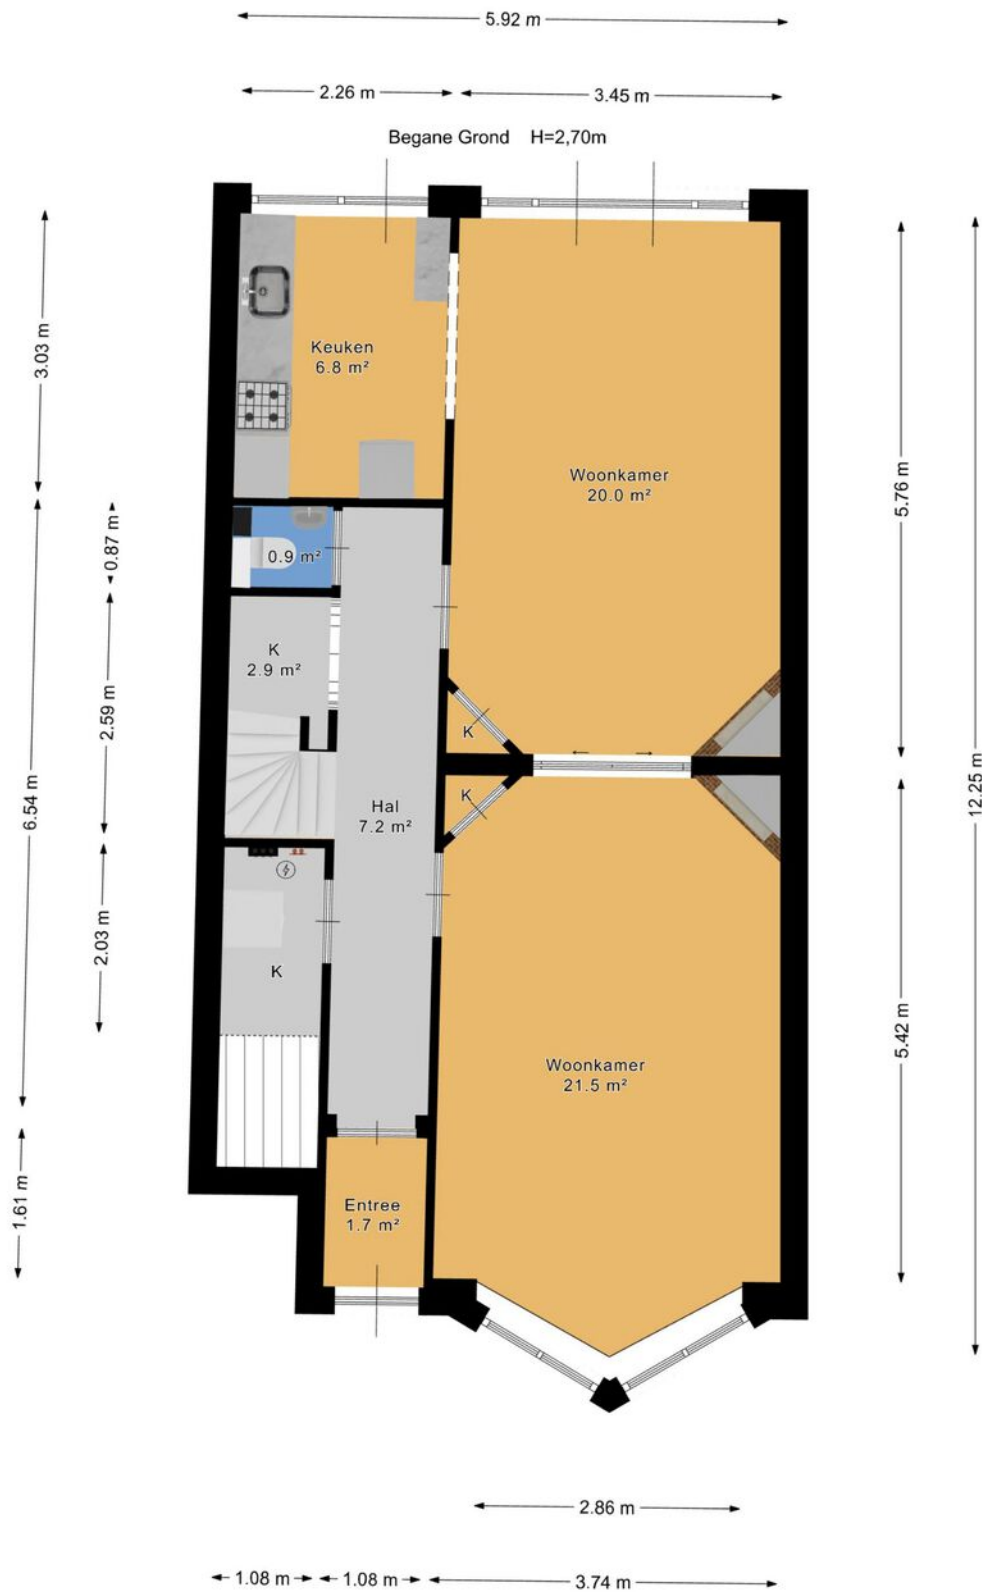 5.92 m
2.26 m
3.45 m
Begane Grond H=2,70m
3.03 m
Keuken
6.8 m²
Woonkamer
20.0 m²
5.76 m
0.87 m
0.9 m²
K
2.9 m²
2.59 m
6.54 m
K
K
Hal
7.2 m²
12.25 m
2.03 m
K
5.42 m
Woonkamer
21.5 m²
1.61 m
Entree
1.7 m²
2.86 m
1.08 m
1.08 m
3.74 m